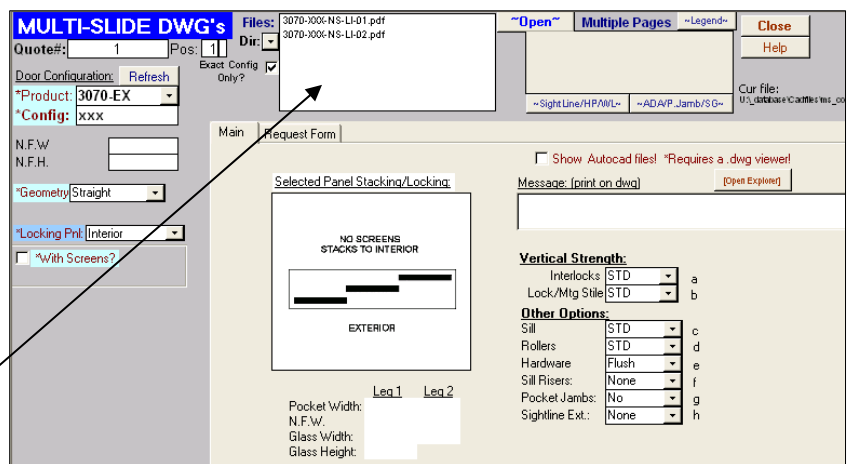 MULTI-SLIDE DWG's
Quote#: 1 Pos: 1
Door Configuration: Refresh
*Product: 3070-EX
*Config: xxx
N.F.W
N.F.H.
*Geometry Straight
*Locking Pnl: Interior
*With Screens?
Files: 3070-XXX-NS-LI-01.pdf
3070-XXX-NS-LI-02.pdf
Dir:
Exact Config
Only?
~Open~ Multiple Pages ~Legend~
~Sight Line/HP/WL~ ~ADA/P.Jamb/SG~
Close
Help
Cur file:
U:\_database\Cadfiles\ms_co
Main Request Form
Show Autocad files! *Requires a .dwg viewer!
Selected Panel Stacking/Locking:
NO SCREENS
STACKS TO INTERIOR
EXTERIOR
Leg 1 Leg 2
Pocket Width:
N.F.W.
Glass Width:
Glass Height:
Message: (print on dwg) [Open Explorer]
Vertical Strength:
Interlocks STD a
Lock/Mtg Stile STD b
Other Options:
Sill STD c
Rollers STD d
Hardware Flush e
Sill Risers: None f
Pocket Jambs: No g
Sightline Ext.: None h